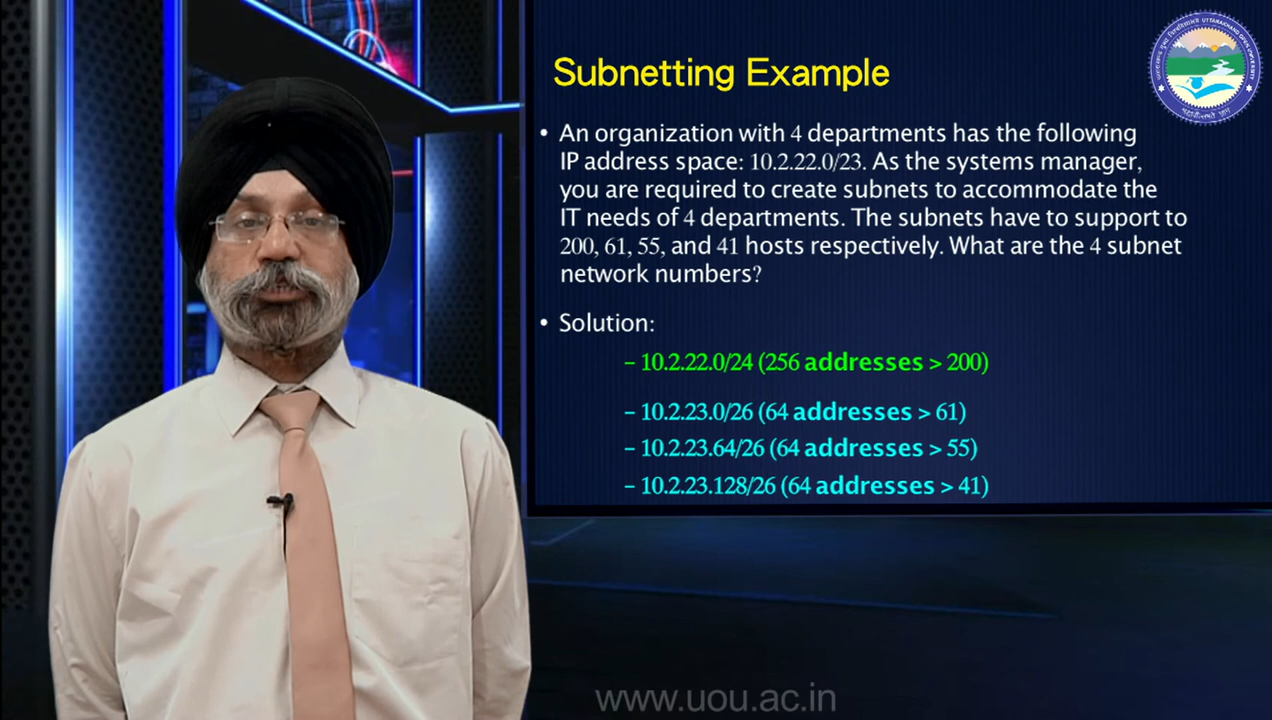 Subnetting Example
• An organization with 4 departments has the following
IP address space: 10.2.22.0/23. As the systems manager,
you are required to create subnets to accommodate the
IT needs of 4 departments. The subnets have to support to
200, 61, 55, and 41 hosts respectively. What are the 4 subnet
network numbers?
• Solution:
– 10.2.22.0/24 (256 addresses > 200)
– 10.2.23.0/26 (64 addresses > 61)
– 10.2.23.64/26 (64 addresses > 55)
– 10.2.23.128/26 (64 addresses > 41)
UTTARAKHAND OPEN UNIVERSITY
www.uou.ac.in